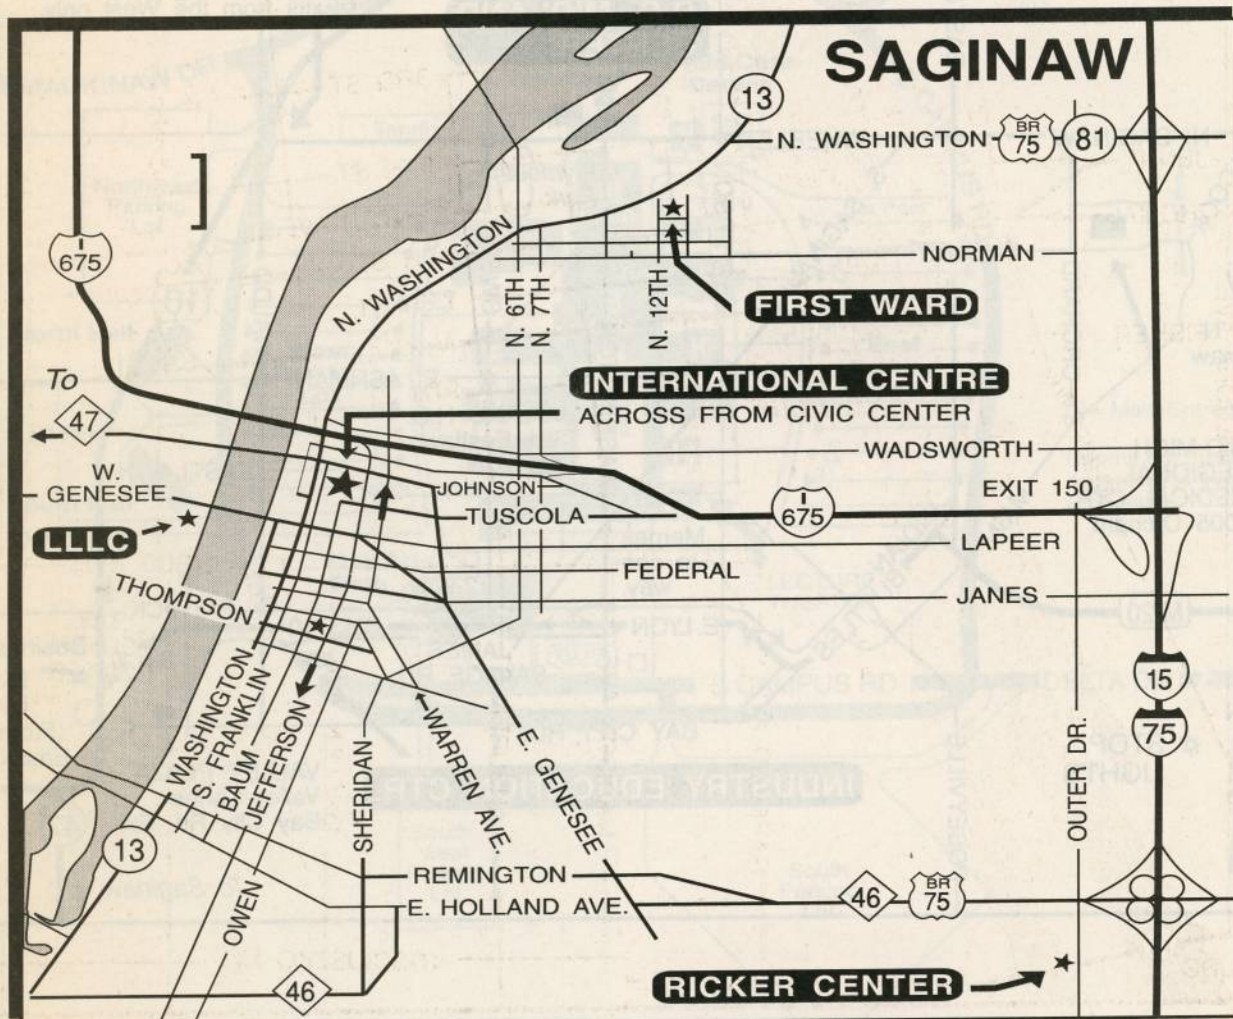 SAGINAW
13
N. WASHINGTON
BR 75
81
I 675
N. WASHINGTON
NORMAN
N. 6TH
N. 7TH
N. 12TH
FIRST WARD
To
47
INTERNATIONAL CENTRE
ACROSS FROM CIVIC CENTER
WADSWORTH
W. GENESEE
JOHNSON
EXIT 150
TUSCOLA
I 675
LLLC
LAPEER
FEDERAL
THOMPSON
JANES
15
75
WASHINGTON
S. FRANKLIN
BAUM
JEFFERSON
SHERIDAN
WARREN AVE.
E. GENESEE
OUTER DR.
13
OWEN
REMINGTON
46
BR 75
E. HOLLAND AVE.
46
RICKER CENTER